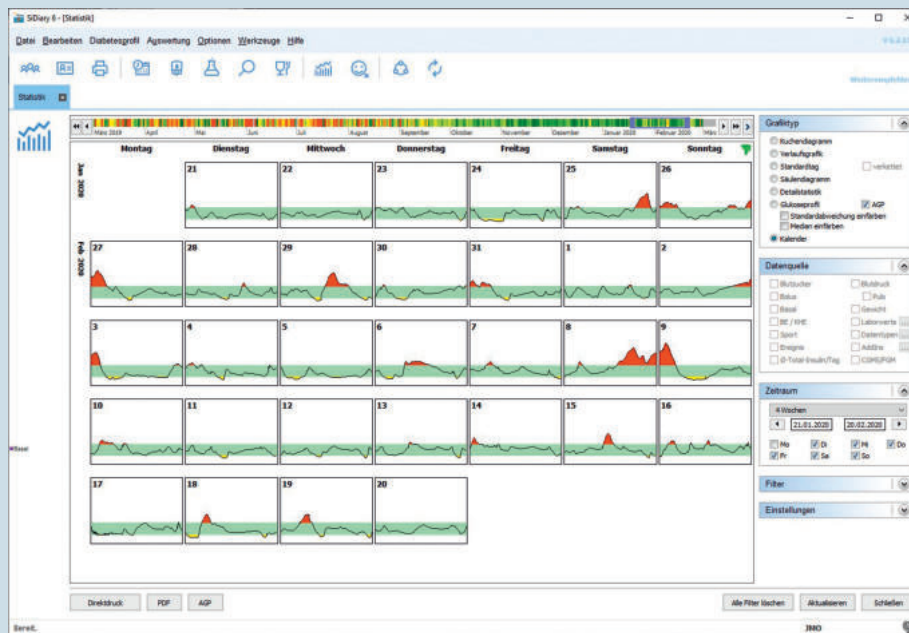 SiDiary 6 - [Statistik]
Datei Bearbeiten Diabetesprofil Auswertung Optionen Werkzeuge Hilfe
Statistik
März 2019 April Mai Juni Juli August September Oktober November Dezember Januar 2020 Februar 2020 März
Montag Dienstag Mittwoch Donnerstag Freitag Samstag Sonntag
Jan 2020
21 22 23 24 25 26
Feb 2020
27 28 29 30 31 1 2
3 4 5 6 7 8 9
10 11 12 13 14 15 16
17 18 19 20
Basal
Grafiktyp
Kuchendiagramm
Verlaufsgrafik
Standardtag verkettet
Säulendiagramm
Detailstatistik
Glukoseprofil AGP
Standardabweichung einfärben
Median einfärben
Kalender
Datenquelle
Blutzucker Blutdruck
Bolus Puls
Basal Gewicht
BE / KHE Laborwerte ...
Sport Datentypen ...
Ereignis AddIns ...
Ø-Total-Insulin/Tag CGMS/FGM
Zeitraum
4 Wochen
21.01.2020 20.02.2020
Mo Di Mi Do
Fr Sa So
Filter
Einstellungen
Direktdruck PDF AGP Alle Filter löschen Aktualisieren Schließen
Bereit. JMO